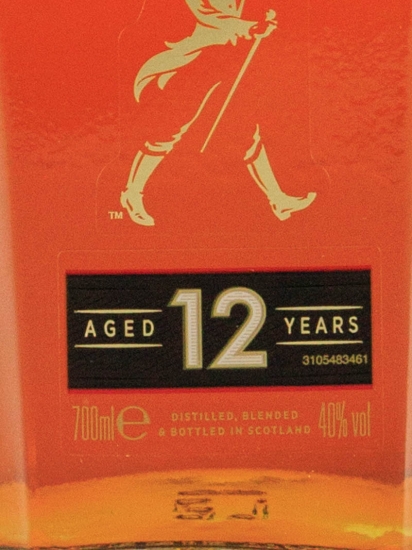 TM
AGED 12 YEARS
3105483461
700ml e DISTILLED, BLENDED 40% vol
& BOTTLED IN SCOTLAND